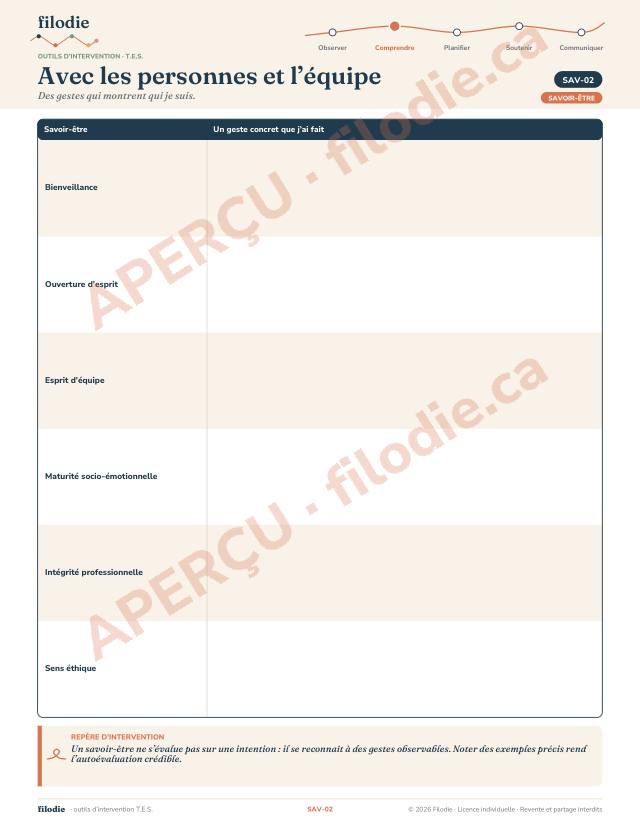 filodie
OUTILS D'INTERVENTION · T.E.S.
Observer Comprendre Planifier Soutenir Communiquer
Avec les personnes et l’équipe
Des gestes qui montrent qui je suis.
SAV-02
SAVOIR-ÊTRE
Savoir-être Un geste concret que j’ai fait
Bienveillance
Ouverture d’esprit
Esprit d’équipe
Maturité socio-émotionnelle
Intégrité professionnelle
Sens éthique
APERÇU · filodie.ca
APERÇU · filodie.ca
REPÈRE D’INTERVENTION
Un savoir-être ne s’évalue pas sur une intention : il se reconnaît à des gestes observables. Noter des exemples précis rend
l’autoévaluation crédible.
filodie · outils d’intervention T.E.S. SAV-02 © 2026 Filodie · Licence individuelle · Revente et partage interdits